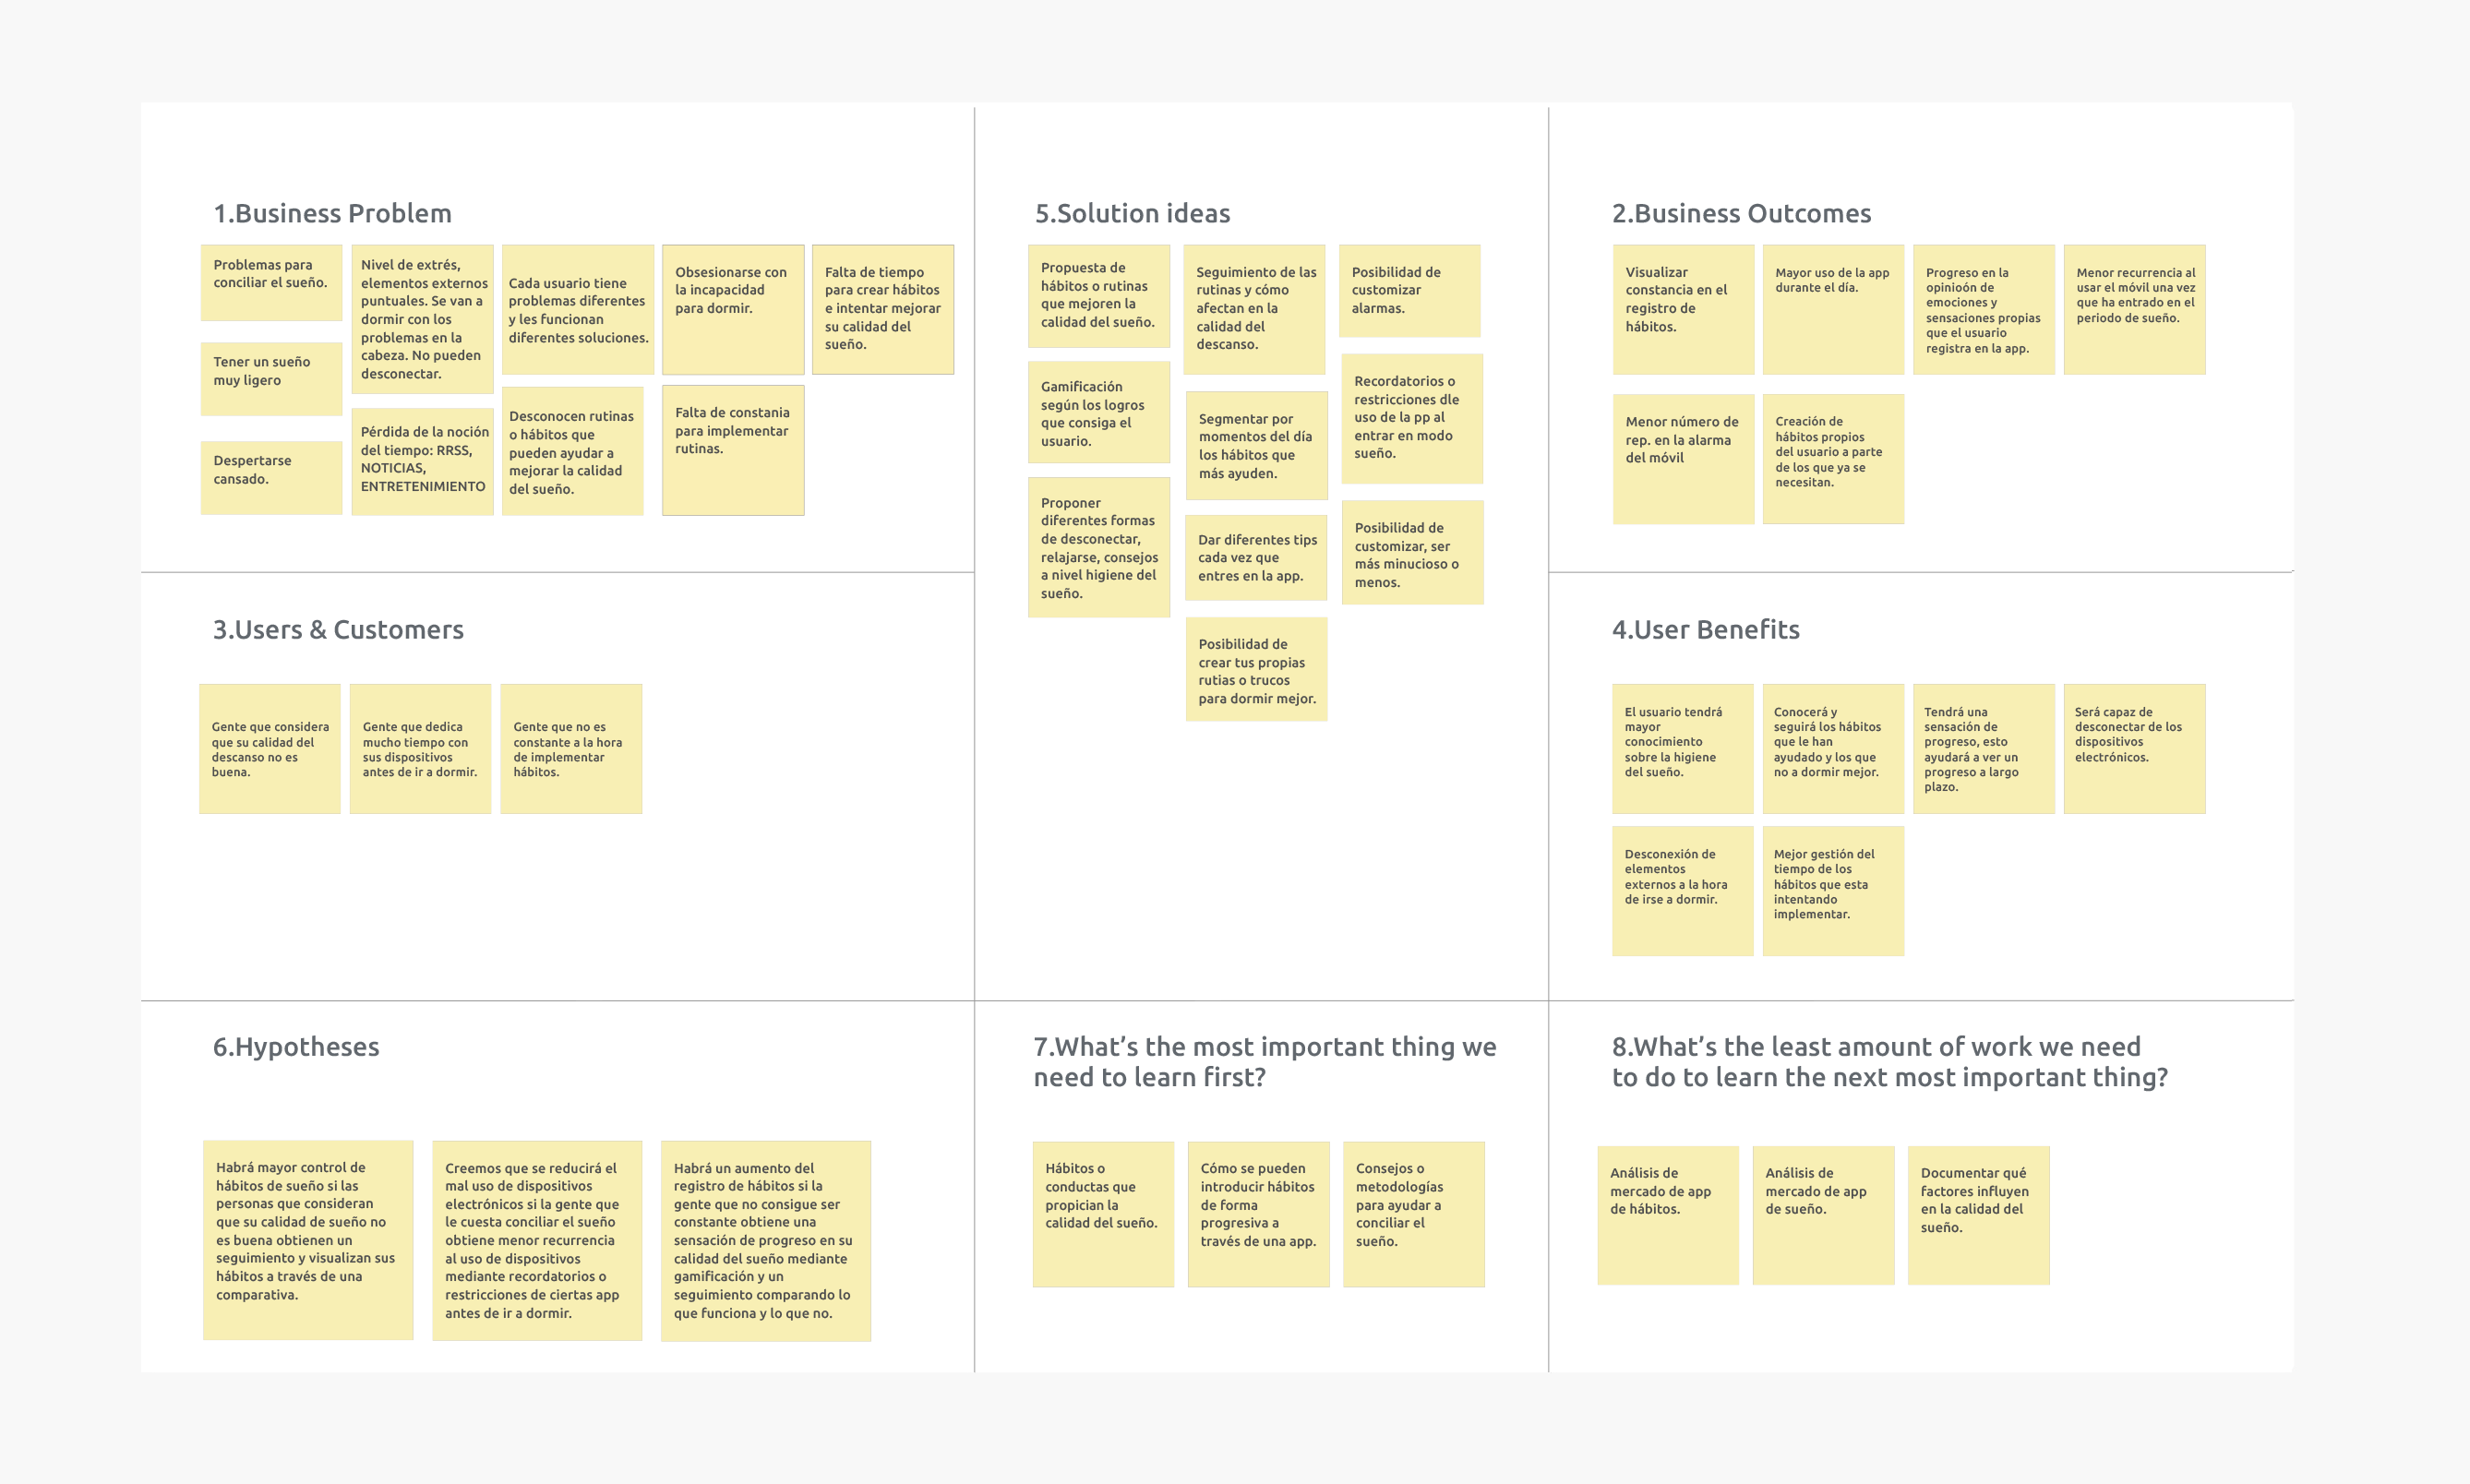 1.Business Problem
Problemas para
conciliar el sueño.
Tener un sueño
muy ligero
Despertarse
cansado.
Nivel de extrés,
elementos externos
puntuales. Se van a
dormir con los
problemas en la
cabeza. No pueden
desconectar.
Pérdida de la noción
del tiempo: RRSS,
NOTICIAS,
ENTRETENIMIENTO
Cada usuario tiene
problemas diferentes
y les funcionan
diferentes soluciones.
Desconocen rutinas
o hábitos que
pueden ayudar a
mejorar la calidad
del sueño.
Obsesionarse con
la incapacidad
para dormir.
Falta de constania
para implementar
rutinas.
Falta de tiempo
para crear hábitos
e intentar mejorar
su calidad del
sueño.
5.Solution ideas
Propuesta de
hábitos o rutinas
que mejoren la
calidad del sueño.
Gamificación
según los logros
que consiga el
usuario.
Proponer
diferentes formas
de desconectar,
relajarse, consejos
a nivel higiene del
sueño.
Seguimiento de las
rutinas y cómo
afectan en la
calidad del
descanso.
Segmentar por
momentos del día
los hábitos que
más ayuden.
Dar diferentes tips
cada vez que
entres en la app.
Posibilidad de
crear tus propias
rutias o trucos
para dormir mejor.
Posibilidad de
customizar
alarmas.
Recordatorios o
restricciones dle
uso de la pp al
entrar en modo
sueño.
Posibilidad de
customizar, ser
más minucioso o
menos.
2.Business Outcomes
Visualizar
constancia en el
registro de
hábitos.
Mayor uso de la app
durante el día.
Progreso en la
opinioón de
emociones y
sensaciones propias
que el usuario
registra en la app.
Menor recurrencia al
usar el móvil una vez
que ha entrado en el
periodo de sueño.
Menor número de
rep. en la alarma
del móvil
Creación de
hábitos propios
del usuario a parte
de los que ya se
necesitan.
3.Users & Customers
Gente que considera
que su calidad del
descanso no es
buena.
Gente que dedica
mucho tiempo con
sus dispositivos
antes de ir a dormir.
Gente que no es
constante a la hora
de implementar
hábitos.
4.User Benefits
El usuario tendrá
mayor
conocimiento
sobre la higiene
del sueño.
Conocerá y
seguirá los hábitos
que le han
ayudado y los que
no a dormir mejor.
Tendrá una
sensación de
progreso, esto
ayudará a ver un
progreso a largo
plazo.
Será capaz de
desconectar de los
dispositivos
electrónicos.
Desconexión de
elementos
externos a la hora
de irse a dormir.
Mejor gestión del
tiempo de los
hábitos que esta
intentando
implementar.
6.Hypotheses
Habrá mayor control de
hábitos de sueño si las
personas que consideran
que su calidad de sueño no
es buena obtienen un
seguimiento y visualizan sus
hábitos a través de una
comparativa.
Creemos que se reducirá el
mal uso de dispositivos
electrónicos si la gente que
le cuesta conciliar el sueño
obtiene menor recurrencia
al uso de dispositivos
mediante recordatorios o
restricciones de ciertas app
antes de ir a dormir.
Habrá un aumento del
registro de hábitos si la
gente que no consigue ser
constante obtiene una
sensación de progreso en su
calidad del sueño mediante
gamificación y un
seguimiento comparando lo
que funciona y lo que no.
7.What’s the most important thing we
need to learn first?
Hábitos o
conductas que
propician la
calidad del sueño.
Cómo se pueden
introducir hábitos
de forma
progresiva a
través de una app.
Consejos o
metodologías
para ayudar a
conciliar el
sueño.
8.What’s the least amount of work we need
to do to learn the next most important thing?
Análisis de
mercado de app
de hábitos.
Análisis de
mercado de app
de sueño.
Documentar qué
factores influyen
en la calidad del
sueño.